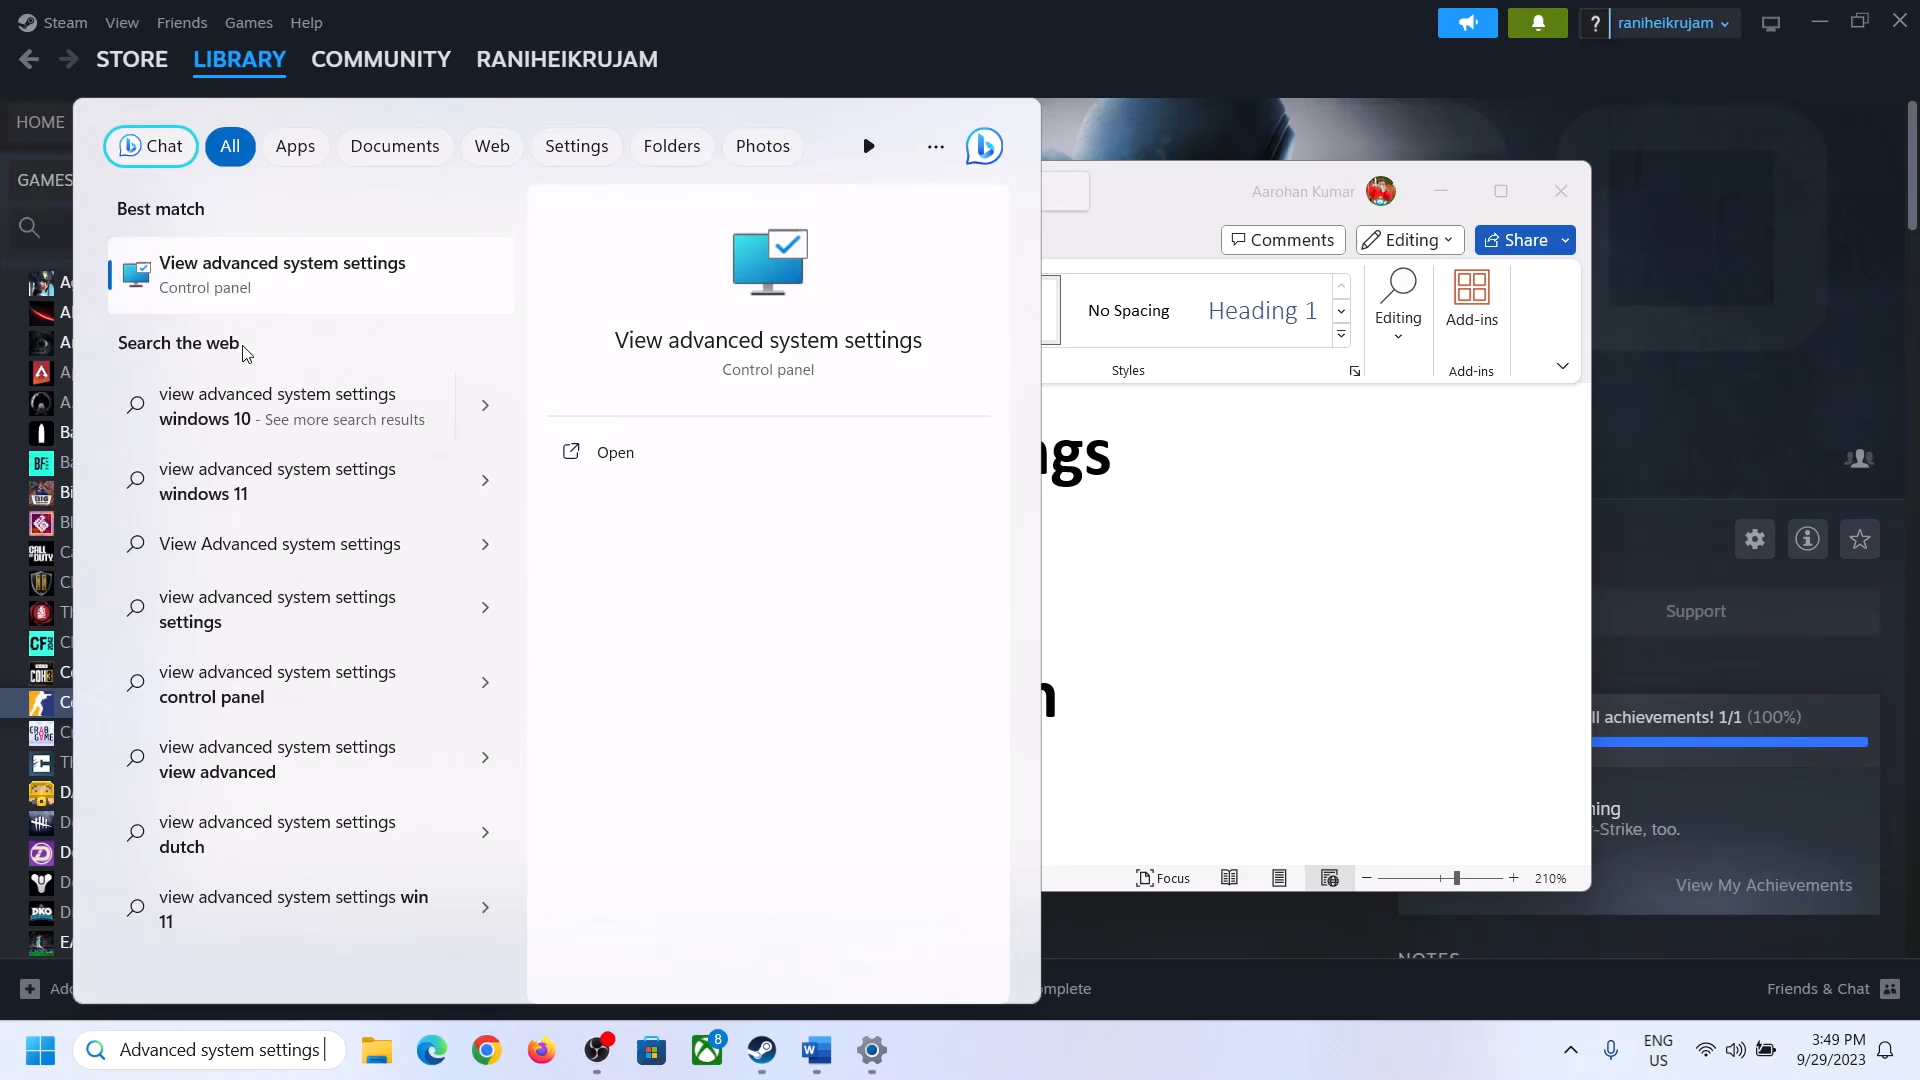 Steam View Friends Games Help
raniheikrujam
STORE LIBRARY COMMUNITY RANIHEIKRUJAM
HOME
GAMES
Chat All Apps Documents Web Settings Folders Photos
Best match
View advanced system settings
Control panel
Search the web
view advanced system settings
windows 10 - See more search results
view advanced system settings
windows 11
View Advanced system settings
view advanced system settings
settings
view advanced system settings
control panel
view advanced system settings
view advanced
view advanced system settings
dutch
view advanced system settings win
11
View advanced system settings
Control panel
Open
Aarohan Kumar
Comments Editing Share
No Spacing Heading 1
Editing
Add-ins
Styles
Add-ins
ngs
n
Focus
210%
Support
ll achievements! 1/1 (100%)
ning
-Strike, too.
View My Achievements
NOTES
mplete
Friends & Chat
Advanced system settings
8
ENG
US
3:49 PM
9/29/2023